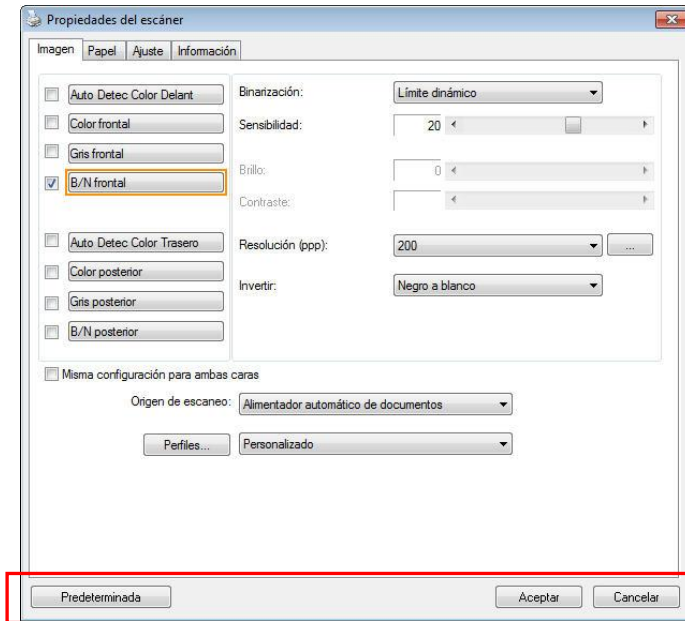 Propiedades del escáner
Imagen Papel Ajuste Información
Auto Detec Color Delant
Color frontal
Gris frontal
B/N frontal
Auto Detec Color Trasero
Color posterior
Gris posterior
B/N posterior
Binarización: Límite dinámico
Sensibilidad: 20
Brillo: 0
Contraste:
Resolución (ppp): 200 ...
Invertir: Negro a blanco
Misma configuración para ambas caras
Origen de escaneo: Alimentador automático de documentos
Perfiles... Personalizado
Predeterminada Aceptar Cancelar